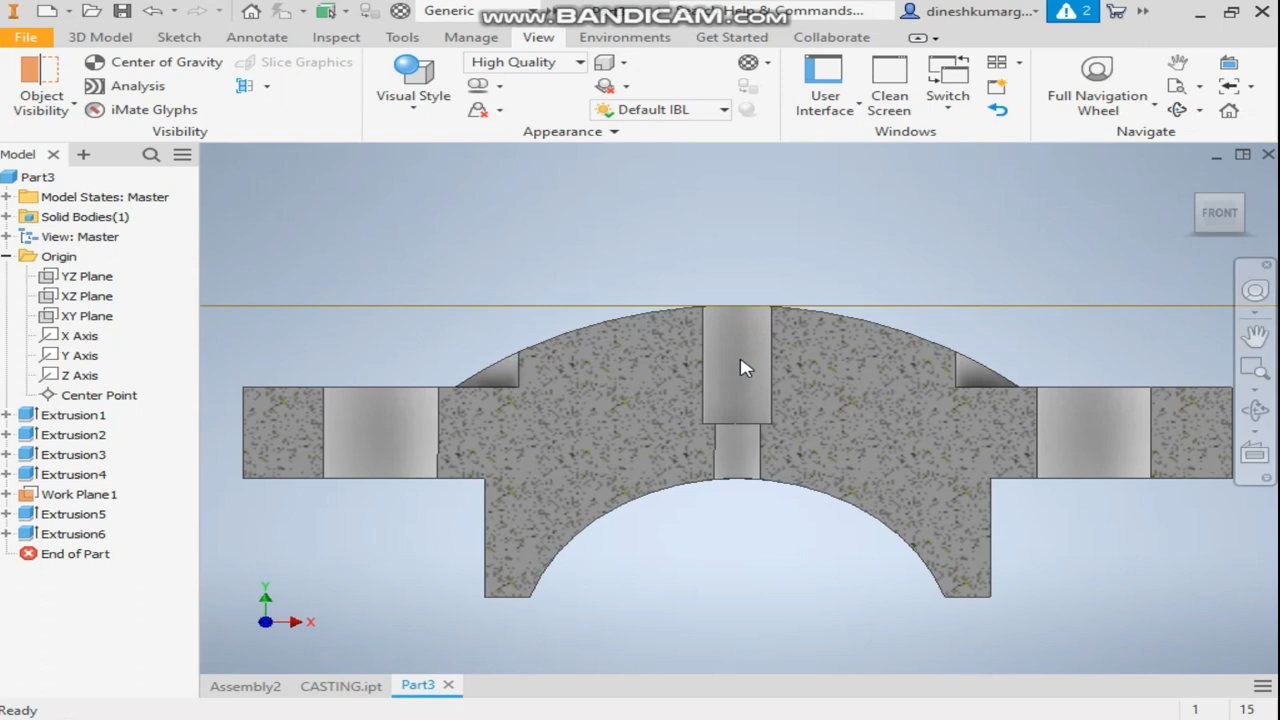 Generic
www.BANDICAM.com
Search Help & Commands...
dineshkumarg...
2
File
3D Model
Sketch
Annotate
Inspect
Tools
Manage
View
Environments
Get Started
Collaborate
Object Visibility
Center of Gravity
Slice Graphics
Analysis
iMate Glyphs
Visibility
Visual Style
High Quality
Default IBL
Appearance
User Interface
Clean Screen
Switch
Windows
Full Navigation Wheel
Navigate
Model
Part3
Model States: Master
Solid Bodies(1)
View: Master
Origin
YZ Plane
XZ Plane
XY Plane
X Axis
Y Axis
Z Axis
Center Point
Extrusion1
Extrusion2
Extrusion3
Extrusion4
Work Plane1
Extrusion5
Extrusion6
End of Part
FRONT
Y
X
Assembly2
CASTING.ipt
Part3
Ready
1
15